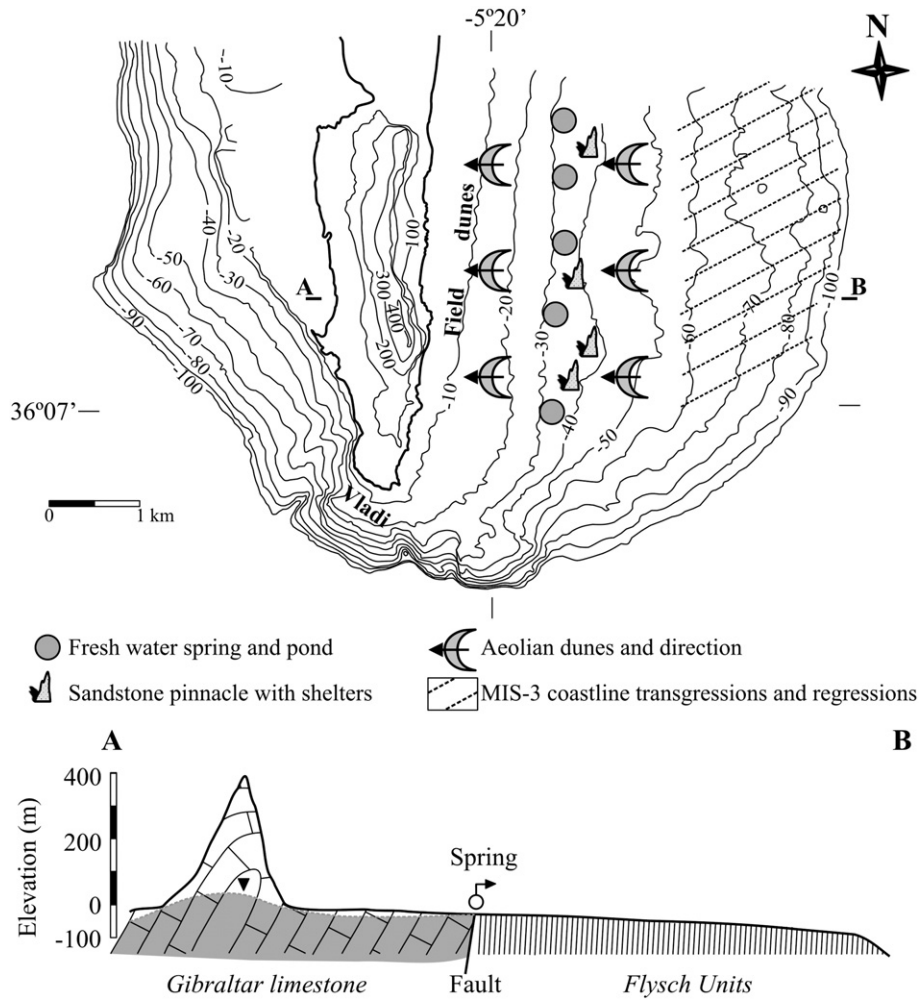 -5º20’
N
-10
-40
-20
-50
-30
-60
-70
-90
-80
-100
A
100
300
400
200
Field dunes
-20
-10
-30
-40
-50
-60
-70
-80
-100
-90
B
36º07’
0 1 km
Vladi
Fresh water spring and pond
Aeolian dunes and direction
Sandstone pinnacle with shelters
MIS-3 coastline transgressions and regressions
A B
Elevation (m)
400
200
0
-100
Spring
Gibraltar limestone
Fault
Flysch Units